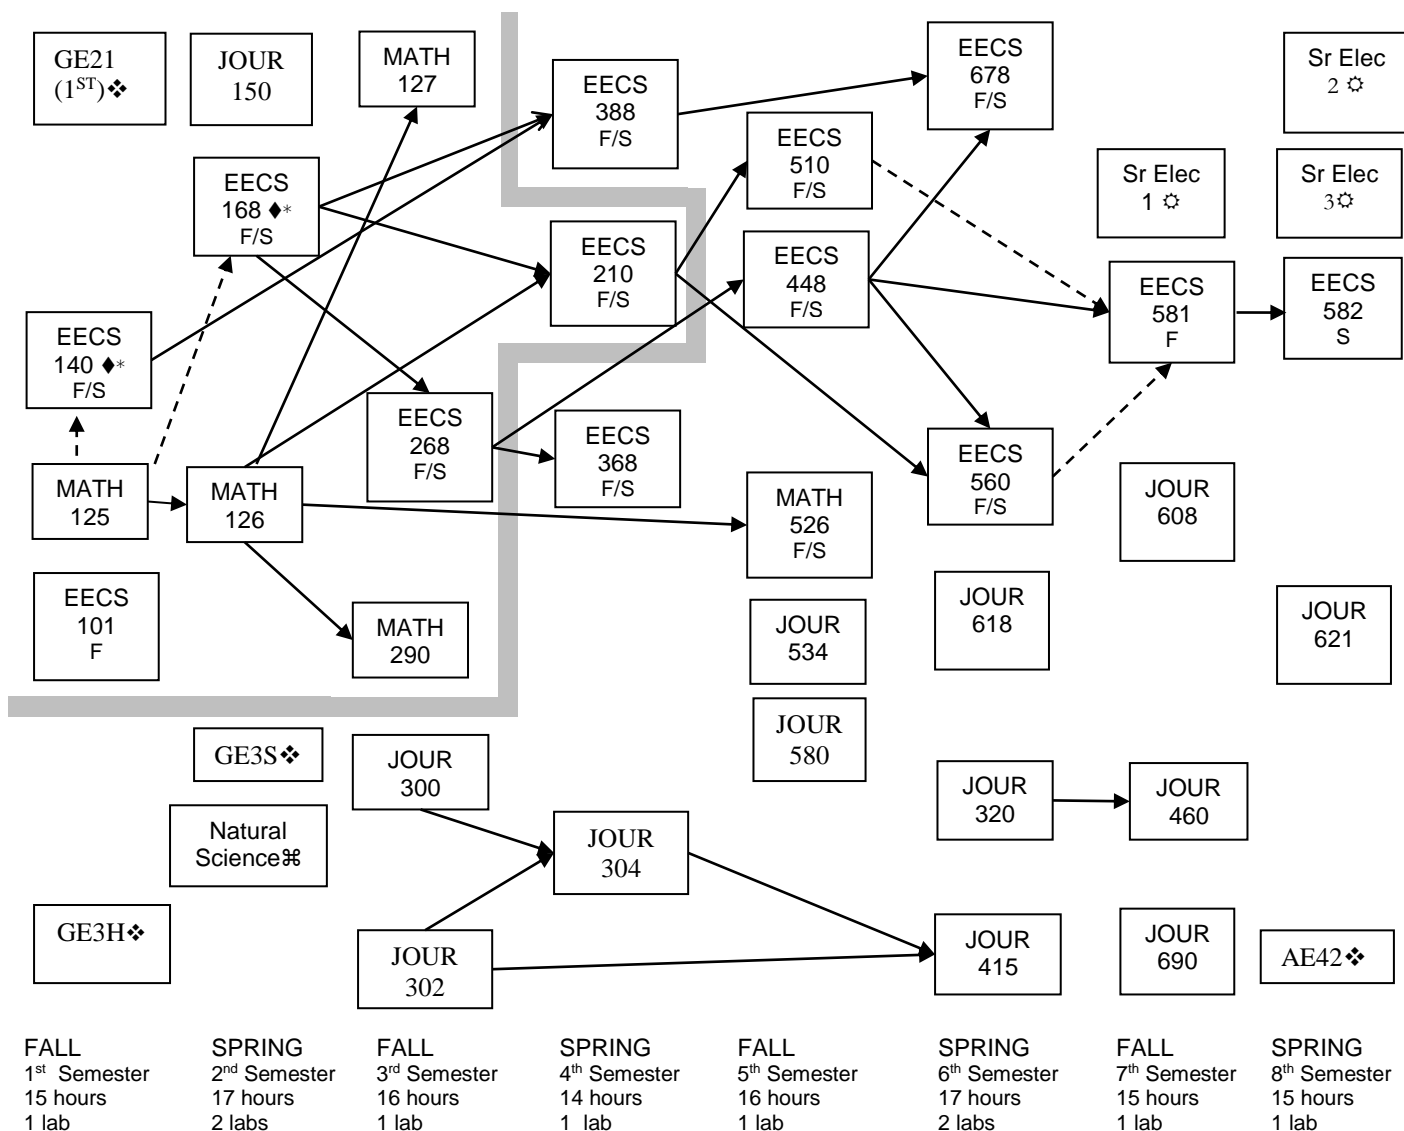 GE21
(1ST)❖
JOUR
150
MATH
127
EECS
388
F/S
EECS
678
F/S
Sr Elec
2 ☼
EECS
168 ♦*
F/S
EECS
510
F/S
Sr Elec
1 ☼
Sr Elec
3☼
EECS
210
F/S
EECS
448
F/S
EECS
581
F
EECS
582
S
EECS
140 ♦*
F/S
EECS
268
F/S
EECS
368
F/S
EECS
560
F/S
MATH
125
MATH
126
MATH
526
F/S
JOUR
608
EECS
101
F
MATH
290
JOUR
534
JOUR
618
JOUR
621
JOUR
580
GE3S❖
JOUR
300
JOUR
320
JOUR
460
Natural
Science⌘
JOUR
304
GE3H❖
JOUR
302
JOUR
415
JOUR
690
AE42❖
FALL
1st Semester
15 hours
1 lab
SPRING
2nd Semester
17 hours
2 labs
FALL
3rd Semester
16 hours
1 lab
SPRING
4th Semester
14 hours
1 lab
FALL
5th Semester
16 hours
1 lab
SPRING
6th Semester
17 hours
2 labs
FALL
7th Semester
15 hours
1 lab
SPRING
8th Semester
15 hours
1 lab